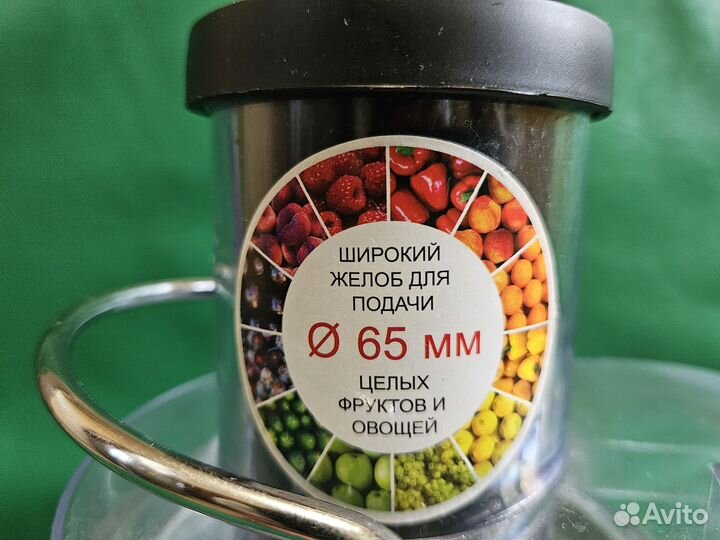 ШИРОКИЙ
ЖЕЛОБ ДЛЯ
ПОДАЧИ
Ø 65 мм
ЦЕЛЫХ
ФРУКТОВ И
ОВОЩЕЙ
Avito